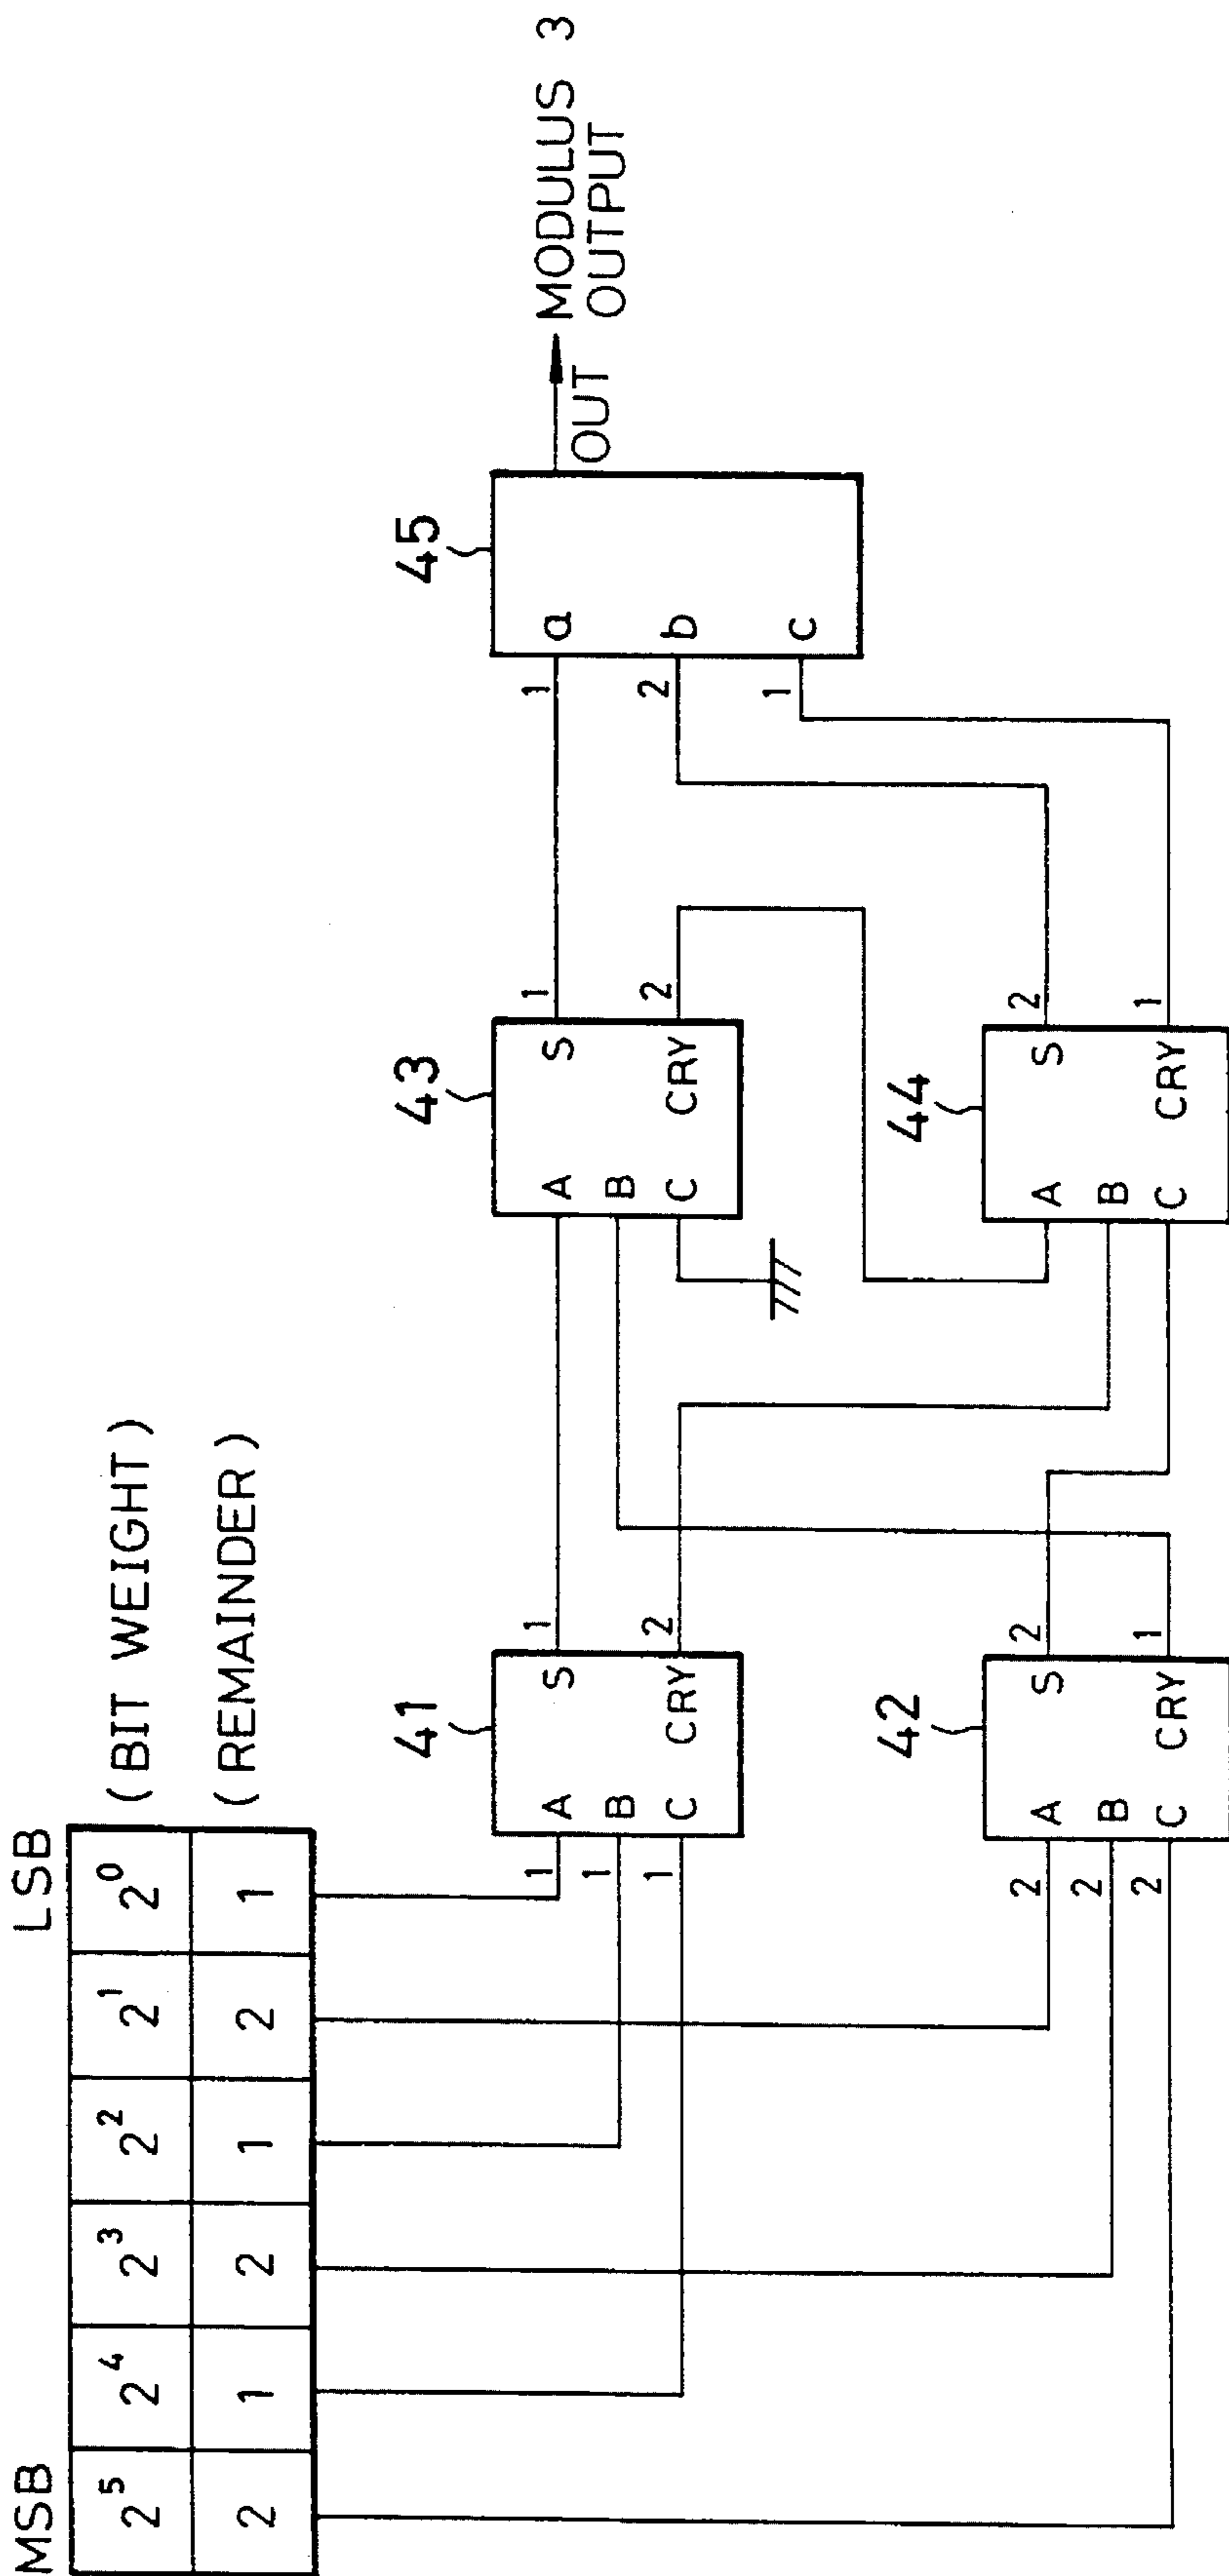 MSB LSB
2⁵ 2⁴ 2³ 2² 2¹ 2⁰ (BIT WEIGHT)
2 1 2 1 2 1 (REMAINDER)
41
1 A S 1
1 B
1 C CRY 2
42
2 A S 2
2 B
2 C CRY 1
43
A S 1
B
C CRY 2
44
A S 2
B
C CRY 1
45
1 a
2 b
1 c
OUT
MODULUS 3
OUTPUT